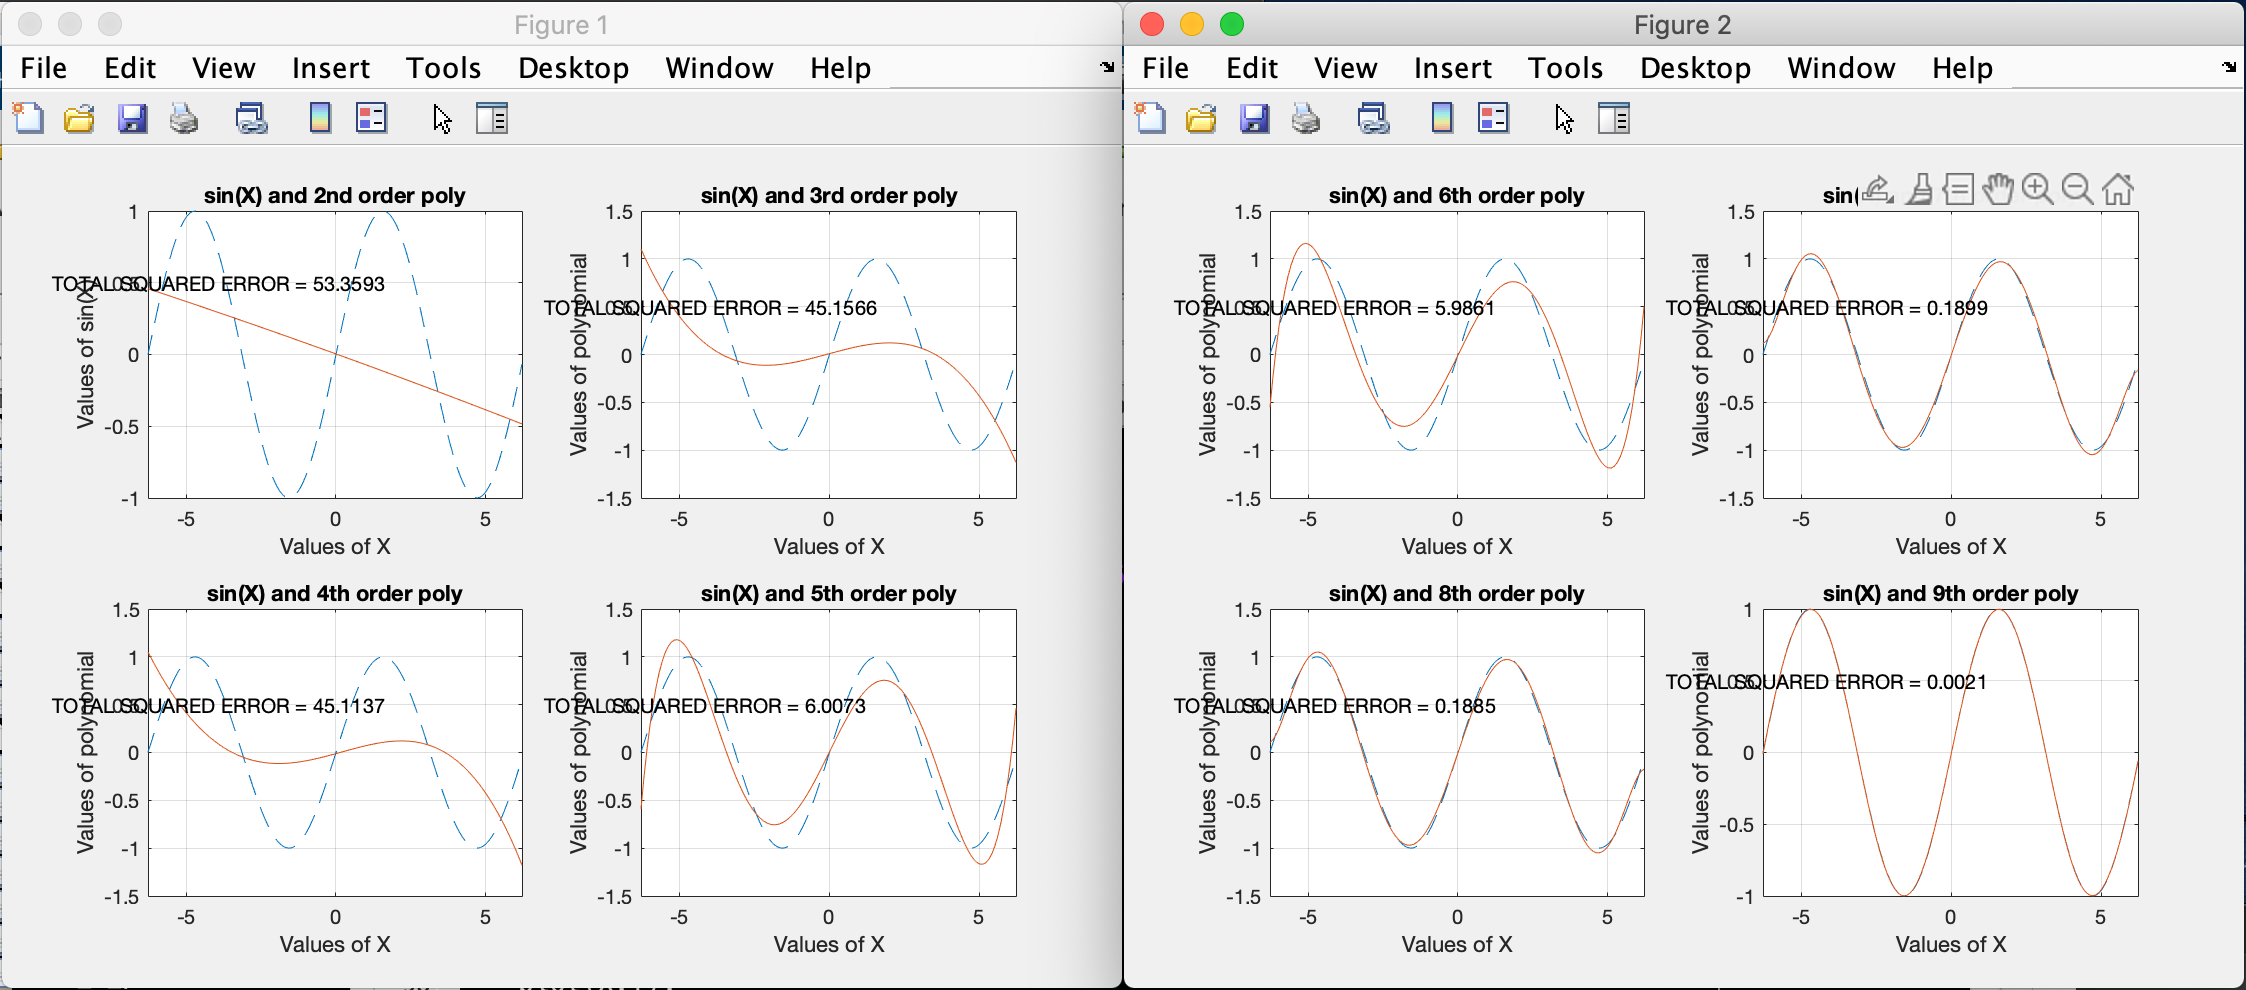 Figure 1
File Edit View Insert Tools Desktop Window Help
sin(X) and 2nd order poly
1
0.5
0
-0.5
-1
Values of sin(X)
TOTAL SQUARED ERROR = 53.3593
-5 0 5
Values of X
sin(X) and 3rd order poly
1.5
1
0.5
0
-0.5
-1
-1.5
Values of polynomial
TOTAL SQUARED ERROR = 45.1566
-5 0 5
Values of X
sin(X) and 4th order poly
1.5
1
0.5
0
-0.5
-1
-1.5
Values of polynomial
TOTAL SQUARED ERROR = 45.1137
-5 0 5
Values of X
sin(X) and 5th order poly
1.5
1
0.5
0
-0.5
-1
-1.5
Values of polynomial
TOTAL SQUARED ERROR = 6.0073
-5 0 5
Values of X
Figure 2
File Edit View Insert Tools Desktop Window Help
sin(X) and 6th order poly
1.5
1
0.5
0
-0.5
-1
-1.5
Values of polynomial
TOTAL SQUARED ERROR = 5.9861
-5 0 5
Values of X
sin(
1.5
1
0.5
0
-0.5
-1
-1.5
Values of polynomial
TOTAL SQUARED ERROR = 0.1899
-5 0 5
Values of X
sin(X) and 8th order poly
1.5
1
0.5
0
-0.5
-1
-1.5
Values of polynomial
TOTAL SQUARED ERROR = 0.1885
-5 0 5
Values of X
sin(X) and 9th order poly
1
0.5
0
-0.5
-1
Values of polynomial
TOTAL SQUARED ERROR = 0.0021
-5 0 5
Values of X